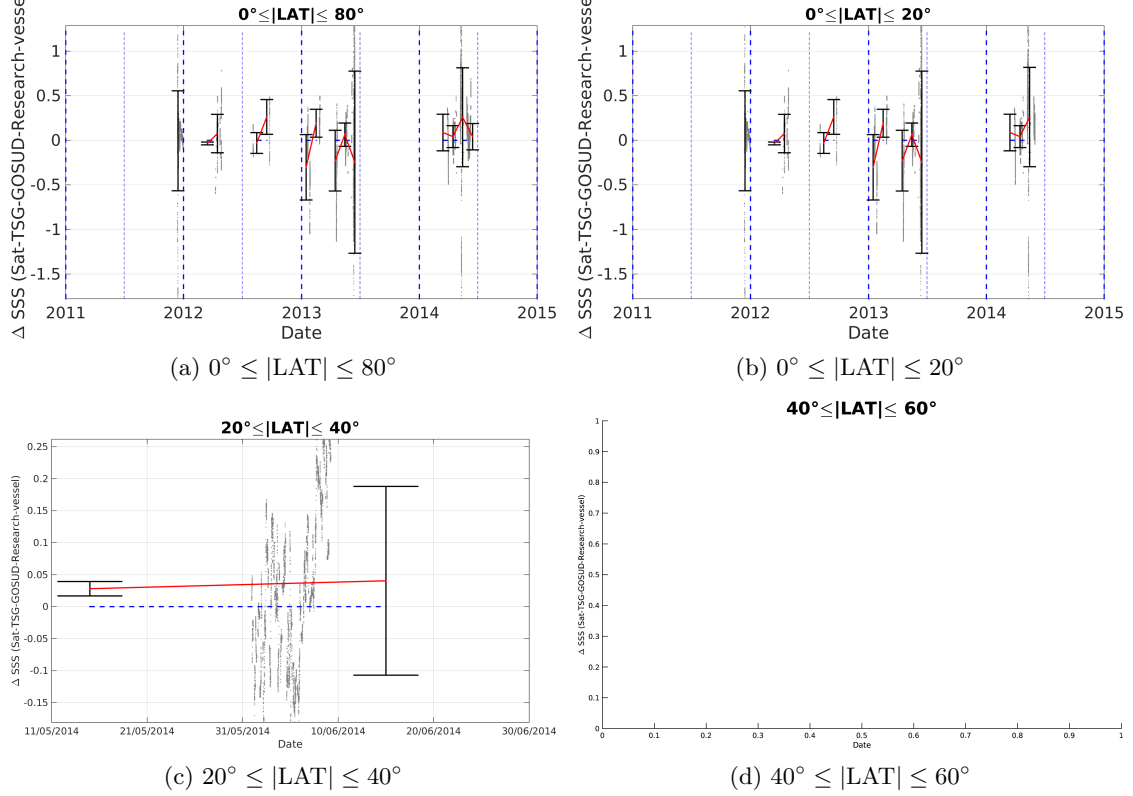 0°≤|LAT|≤ 80°
Δ SSS (Sat-TSG-GOSUD-Research-vesse
1
0.5
0
-0.5
-1
-1.5
2011 2012 2013 2014 2015
Date
(a) 0° ≤ |LAT| ≤ 80°
0°≤|LAT|≤ 20°
Δ SSS (Sat-TSG-GOSUD-Research-vesse
1
0.5
0
-0.5
-1
-1.5
2011 2012 2013 2014 2015
Date
(b) 0° ≤ |LAT| ≤ 20°
20°≤|LAT|≤ 40°
Δ SSS (Sat-TSG-GOSUD-Research-vessel)
0.25
0.2
0.15
0.1
0.05
0
-0.05
-0.1
-0.15
11/05/2014 21/05/2014 31/05/2014 10/06/2014 20/06/2014 30/06/2014
Date
(c) 20° ≤ |LAT| ≤ 40°
40°≤|LAT|≤ 60°
Δ SSS (Sat-TSG-GOSUD-Research-vessel)
1
0.9
0.8
0.7
0.6
0.5
0.4
0.3
0.2
0.1
0
0 0.1 0.2 0.3 0.4 0.5 0.6 0.7 0.8 0.9 1
Date
(d) 40° ≤ |LAT| ≤ 60°